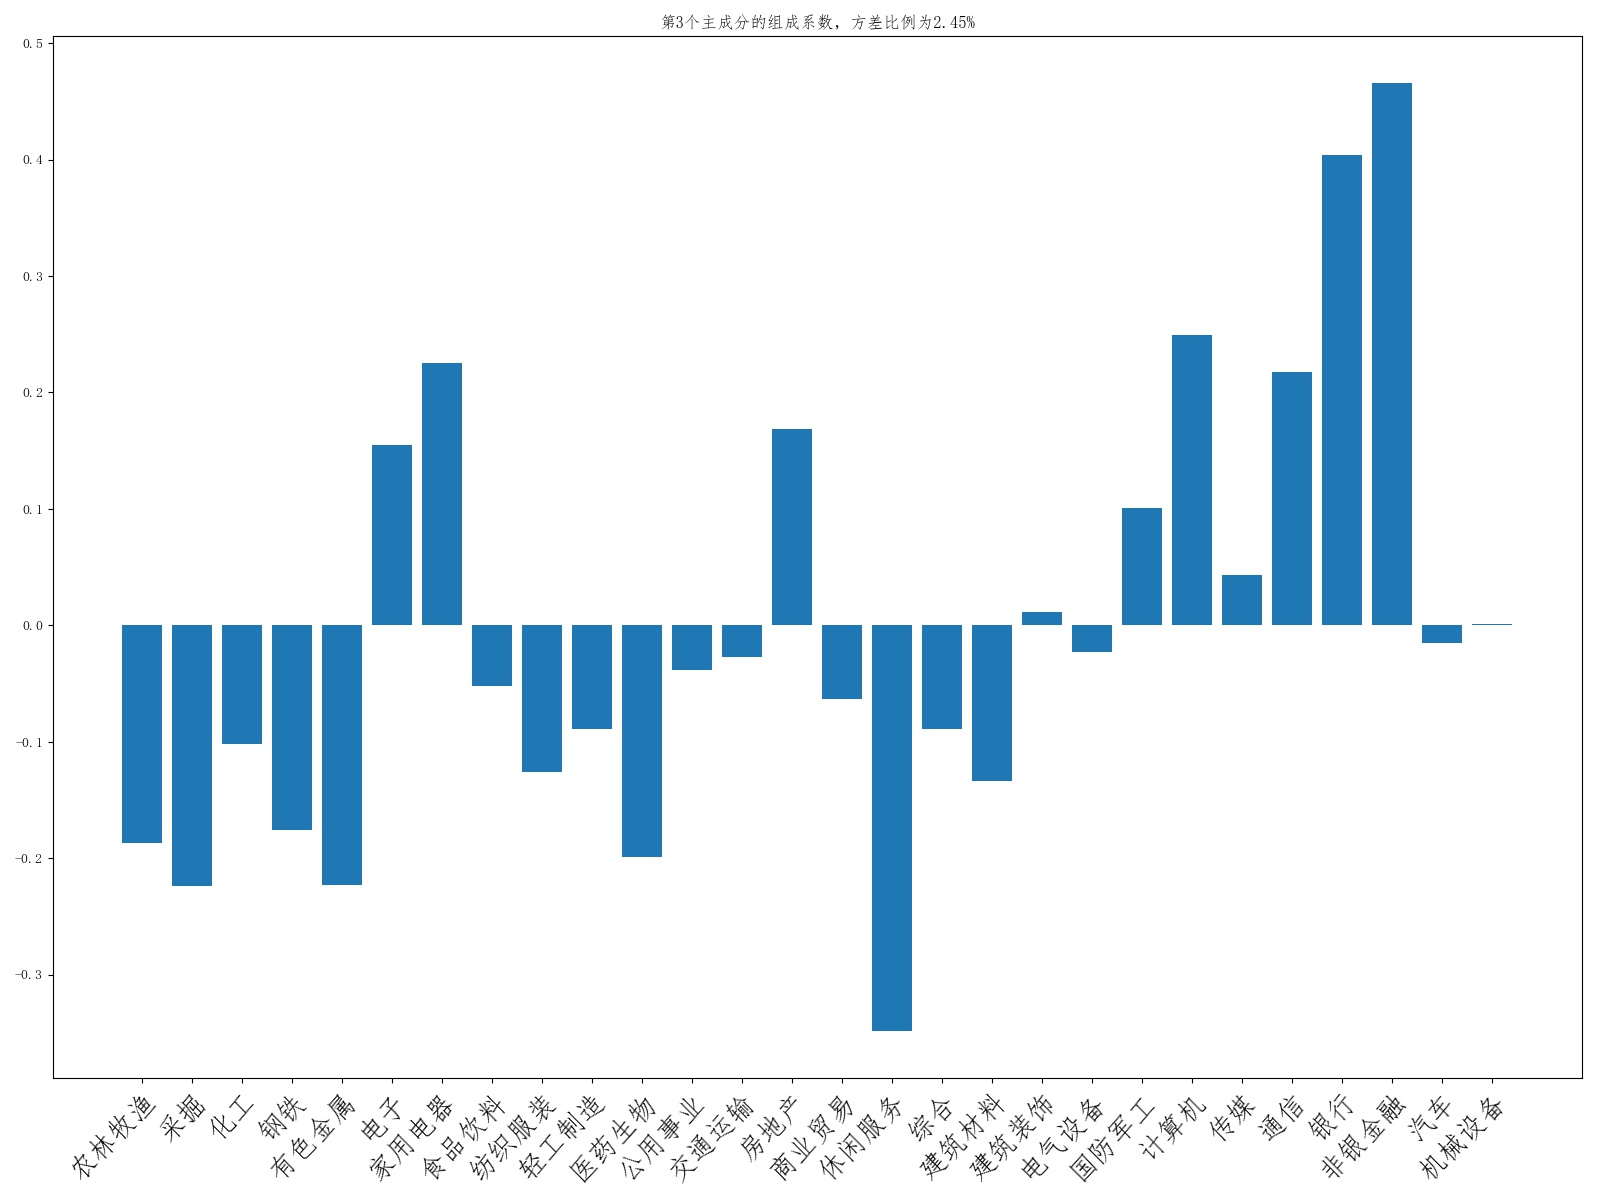 第3个主成分的组成系数，方差比例为2.45%
0.5
0.4
0.3
0.2
0.1
0.0
-0.1
-0.2
-0.3
农林牧渔
采掘
化工
钢铁
有色金属
电子
家用电器
食品饮料
纺织服装
轻工制造
医药生物
公用事业
交通运输
房地产
商业贸易
休闲服务
综合
建筑材料
建筑装饰
电气设备
国防军工
计算机
传媒
通信
银行
非银金融
汽车
机械设备